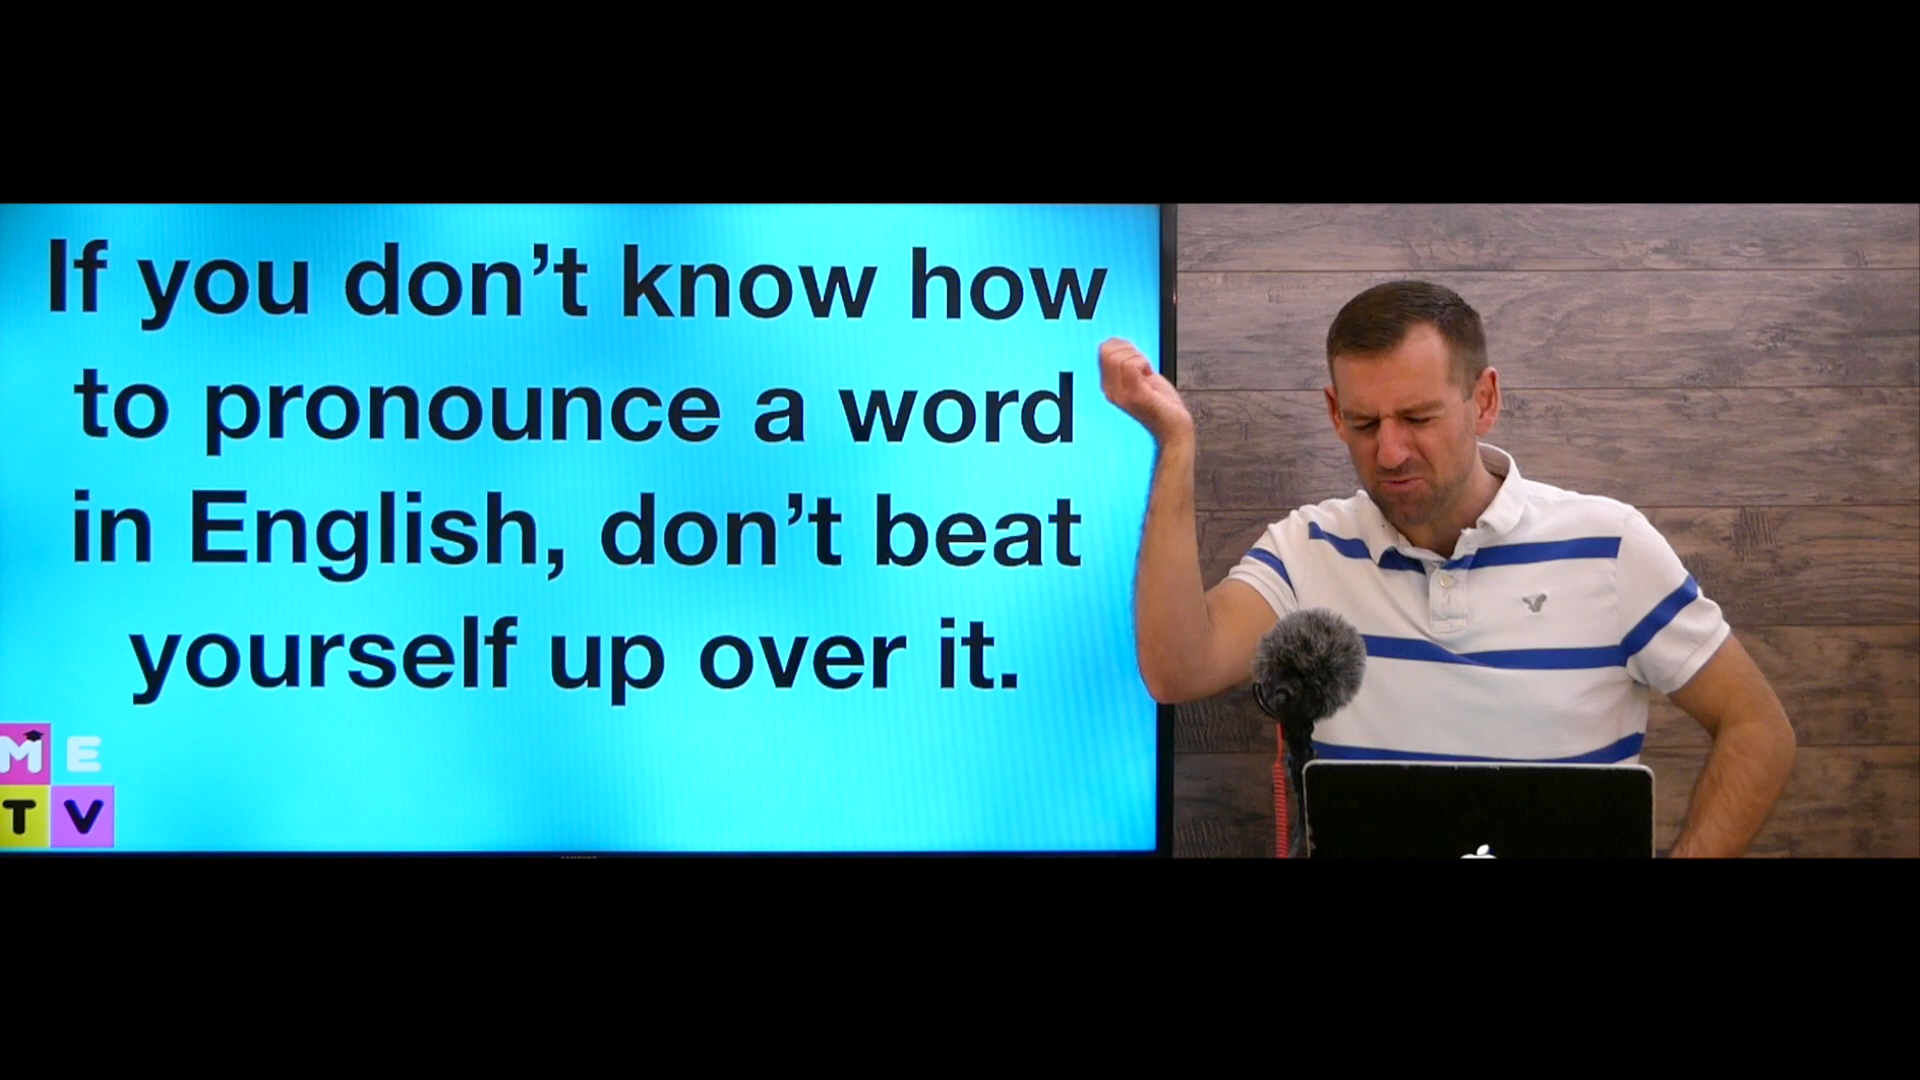 If you don’t know how
to pronounce a word
in English, don’t beat
yourself up over it.
M E
T V